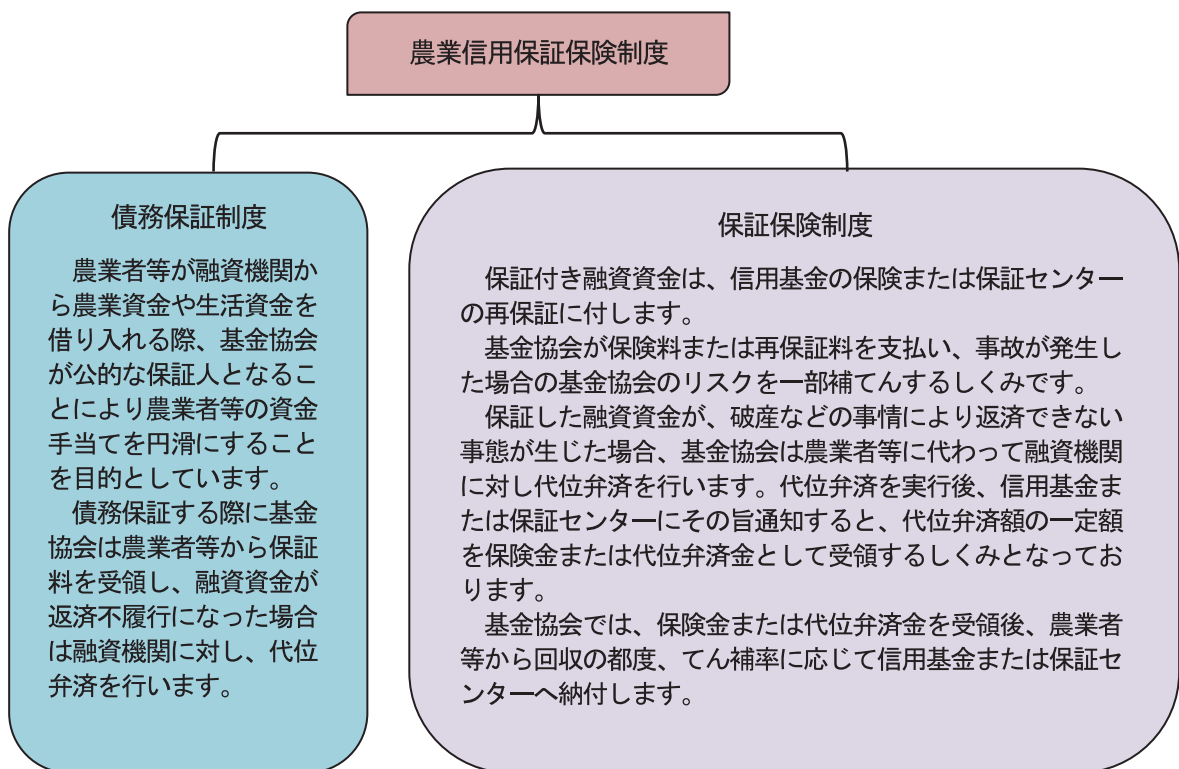 農業信用保証保険制度
債務保証制度
農業者等が融資機関か
ら農業資金や生活資金を
借り入れる際、基金協会
が公的な保証人となるこ
とにより農業者等の資金
手当てを円滑にすること
を目的としています。
債務保証する際に基金
協会は農業者等から保証
料を受領し、融資資金が
返済不履行になった場合
は融資機関に対し、代位
弁済を行います。
保証保険制度
保証付き融資資金は、信用基金の保険または保証センター
の再保証に付します。
基金協会が保険料または再保証料を支払い、事故が発生し
た場合の基金協会のリスクを一部補てんするしくみです。
保証した融資資金が、破産などの事情により返済できない
事態が生じた場合、基金協会は農業者等に代わって融資機関
に対し代位弁済を行います。代位弁済を実行後、信用基金ま
たは保証センターにその旨通知すると、代位弁済額の一定額
を保険金または代位弁済金として受領するしくみとなってお
ります。
基金協会では、保険金または代位弁済金を受領後、農業者
等から回収の都度、てん補率に応じて信用基金または保証セ
ンターへ納付します。